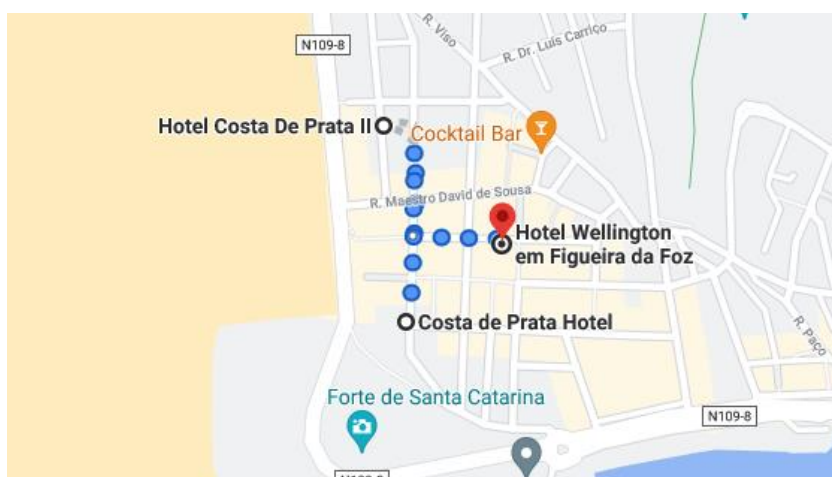 R. Viso
R. Dr. Luís Carriço
N109-8
Hotel Costa De Prata II
Cocktail Bar
R. Maestro David de Sousa
Hotel Wellington
em Figueira da Foz
Costa de Prata Hotel
R. Paço
Forte de Santa Catarina
N109-8